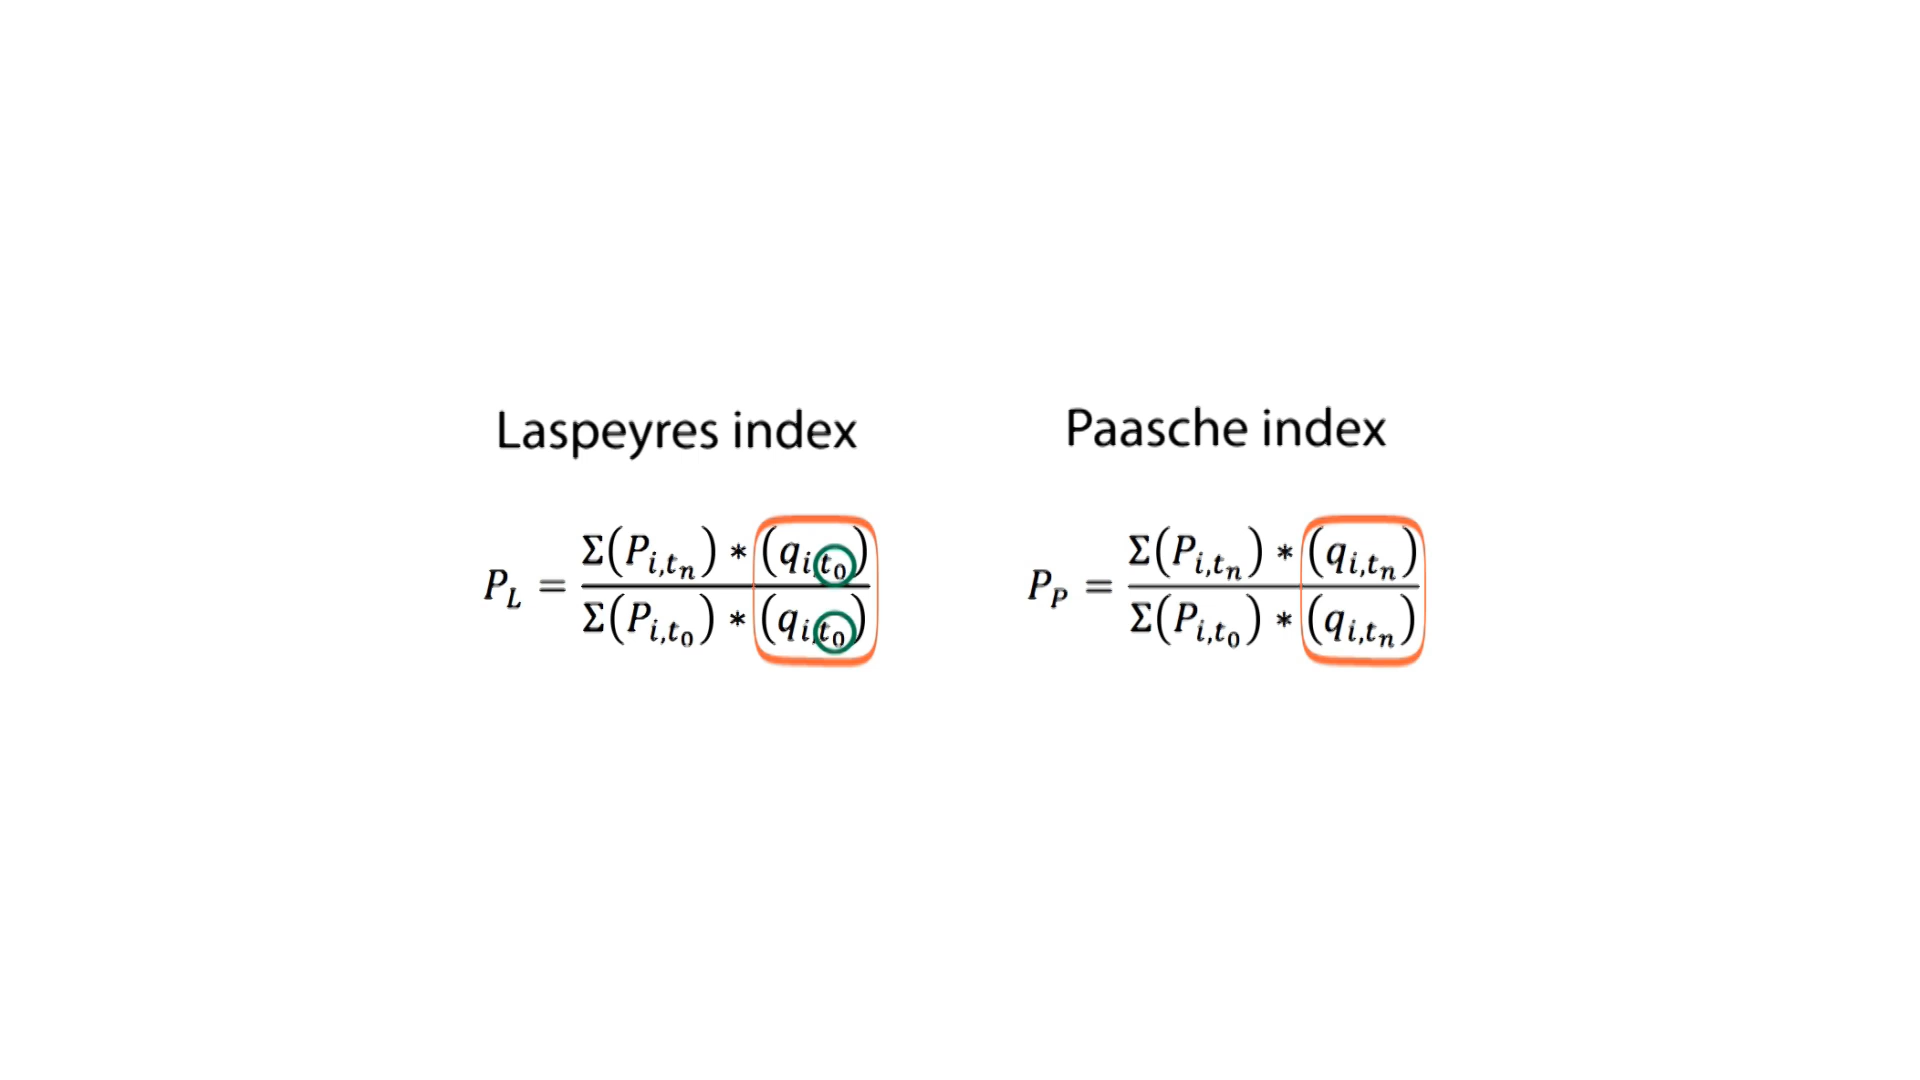 Laspeyres index
P_L = Σ(P_{i,t_n}) * (q_{i,t_0}) / Σ(P_{i,t_0}) * (q_{i,t_0})
Paasche index
P_P = Σ(P_{i,t_n}) * (q_{i,t_n}) / Σ(P_{i,t_0}) * (q_{i,t_n})